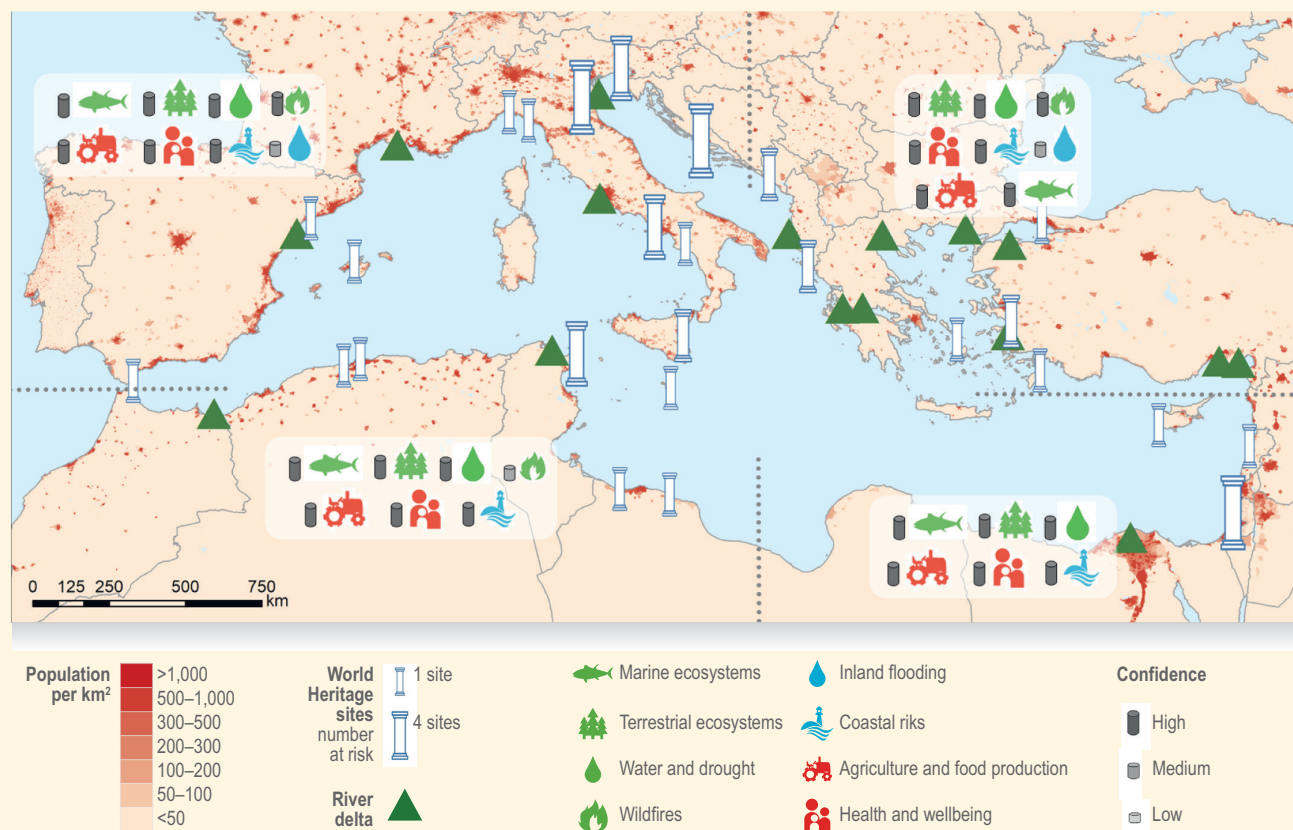 0 125 250 500 750
km
Population
per km²
>1,000
500–1,000
300–500
200–300
100–200
50–100
<50
World
Heritage
sites
number
at risk
1 site
4 sites
River
delta
Marine ecosystems
Terrestrial ecosystems
Water and drought
Wildfires
Inland flooding
Coastal riks
Agriculture and food production
Health and wellbeing
Confidence
High
Medium
Low